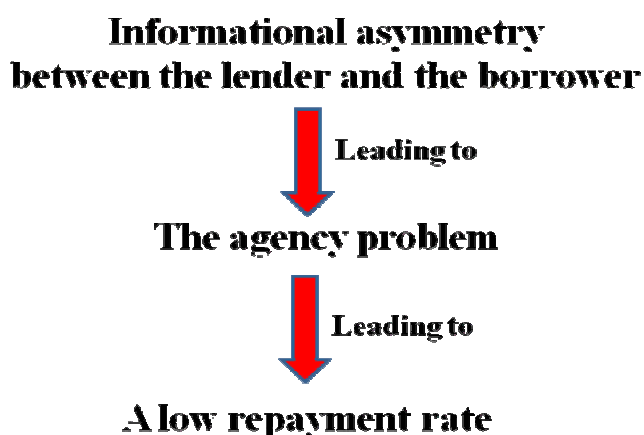 Informational asymmetry
between the lender and the borrower
Leading to
The agency problem
Leading to
A low repayment rate